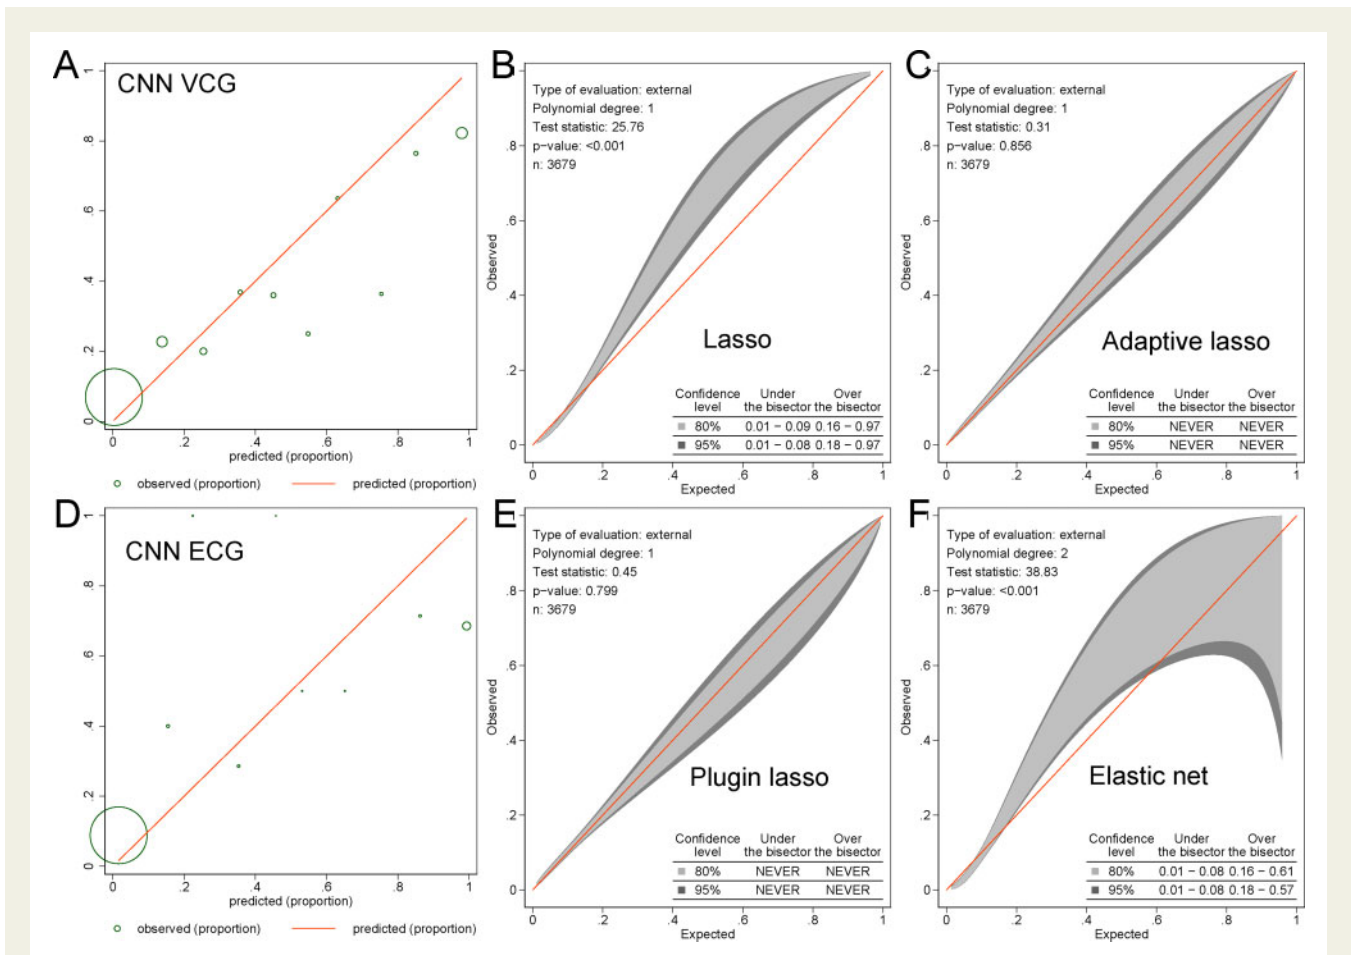 A
CNN VCG
1
.8
.6
.4
.2
0
0
.2
.4
.6
.8
1
predicted (proportion)
observed (proportion)
predicted (proportion)
B
Type of evaluation: external
Polynomial degree: 1
Test statistic: 25.76
p-value: <0.001
n: 3679
Observed
1
.8
.6
.4
.2
0
Lasso
Confidence level
Under the bisector
Over the bisector
80% 0.01 – 0.09 0.16 – 0.97
95% 0.01 – 0.08 0.18 – 0.97
0
.2
.4
.6
.8
1
Expected
C
Type of evaluation: external
Polynomial degree: 1
Test statistic: 0.31
p-value: 0.856
n: 3679
Observed
1
.8
.6
.4
.2
0
Adaptive lasso
Confidence level
Under the bisector
Over the bisector
80% NEVER NEVER
95% NEVER NEVER
0
.2
.4
.6
.8
1
Expected
D
CNN ECG
1
.8
.6
.4
.2
0
0
.2
.4
.6
.8
1
predicted (proportion)
observed (proportion)
predicted (proportion)
E
Type of evaluation: external
Polynomial degree: 1
Test statistic: 0.45
p-value: 0.799
n: 3679
Observed
1
.8
.6
.4
.2
0
Plugin lasso
Confidence level
Under the bisector
Over the bisector
80% NEVER NEVER
95% NEVER NEVER
0
.2
.4
.6
.8
1
Expected
F
Type of evaluation: external
Polynomial degree: 2
Test statistic: 38.83
p-value: <0.001
n: 3679
Observed
1
.8
.6
.4
.2
0
Elastic net
Confidence level
Under the bisector
Over the bisector
80% 0.01 – 0.08 0.16 – 0.61
95% 0.01 – 0.08 0.18 – 0.57
0
.2
.4
.6
.8
1
Expected